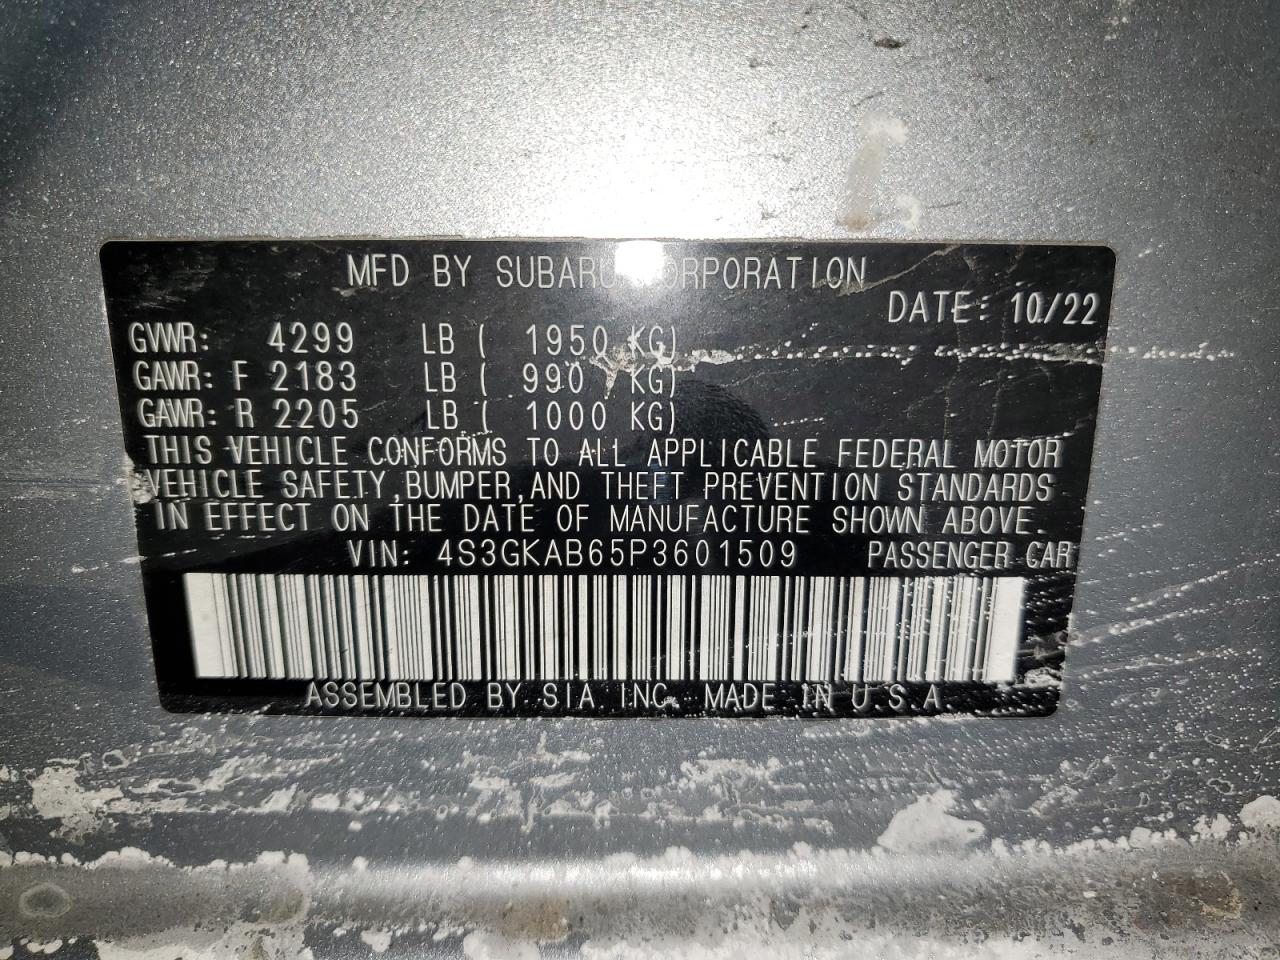 MFD BY SUBARU CORPORATION
DATE: 10/22
GVWR: 4299 LB ( 1950 KG)
GAWR: F 2183 LB ( 990 KG)
GAWR: R 2205 LB ( 1000 KG)
THIS VEHICLE CONFORMS TO ALL APPLICABLE FEDERAL MOTOR
VEHICLE SAFETY, BUMPER, AND THEFT PREVENTION STANDARDS
IN EFFECT ON THE DATE OF MANUFACTURE SHOWN ABOVE.
VIN: 4S3GKAB65P3601509 PASSENGER CAR
ASSEMBLED BY SIA INC. MADE IN U.S.A.